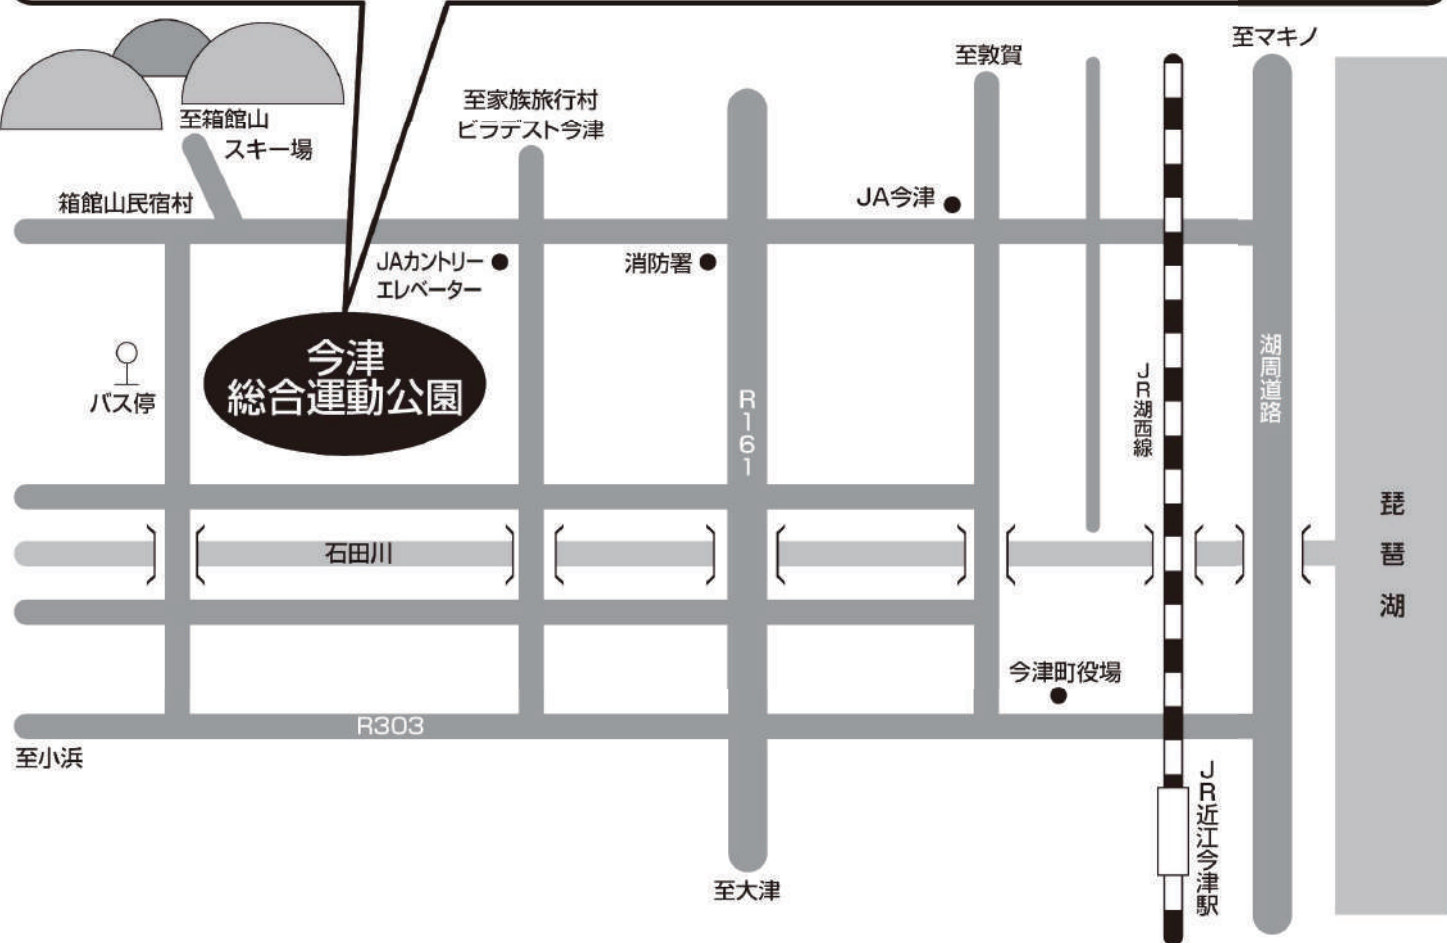 至マキノ
至敦賀
至家族旅行村
ビラデスト今津
至箱館山
スキー場
箱館山民宿村
JA今津
JAカントリー
エレベーター
消防署
今津
総合運動公園
バス停
R161
JR湖西線
湖周道路
琵琶湖
石田川
今津町役場
R303
至小浜
JR近江今津駅
至大津